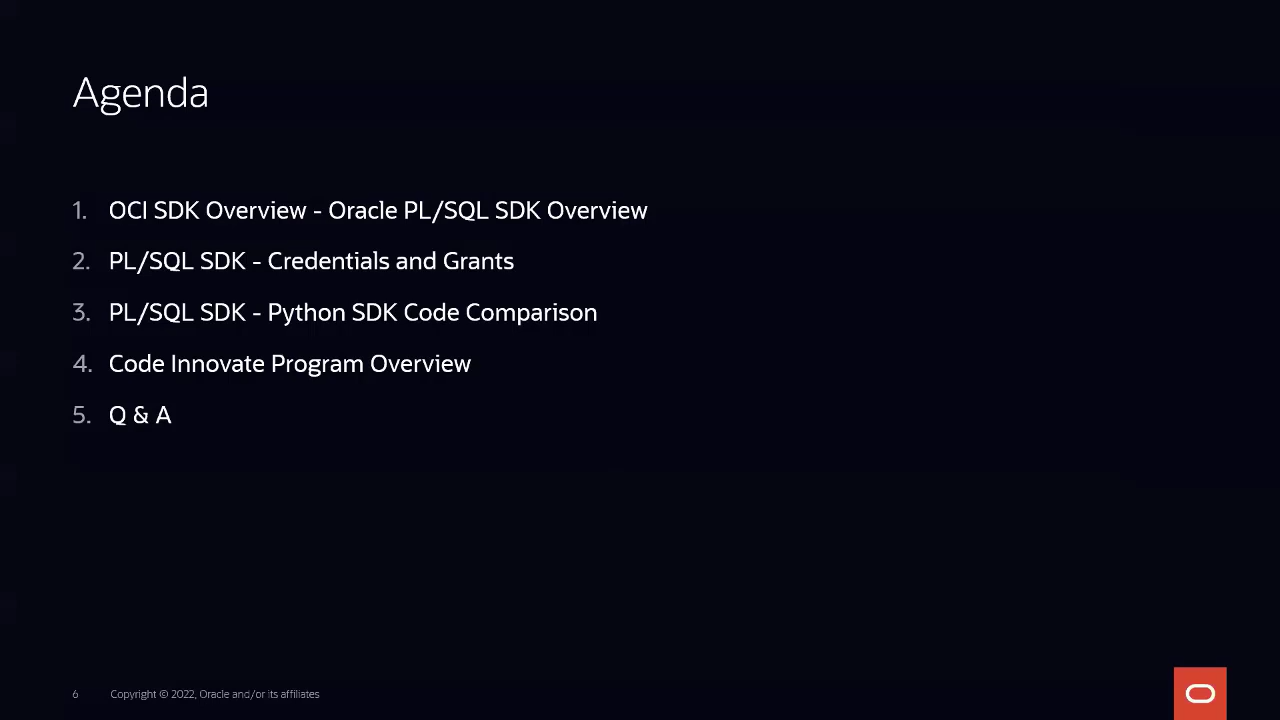 Agenda
1. OCI SDK Overview - Oracle PL/SQL SDK Overview
2. PL/SQL SDK - Credentials and Grants
3. PL/SQL SDK - Python SDK Code Comparison
4. Code Innovate Program Overview
5. Q & A
6 Copyright © 2022, Oracle and/or its affiliates